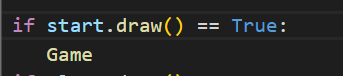 if start.draw() == True:
    Game